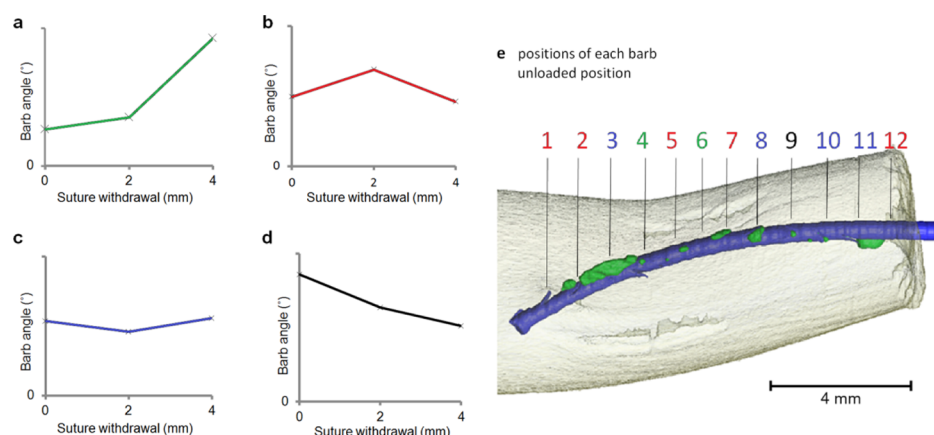 a
Barb angle (°)
0
0 2 4
Suture withdrawal (mm)
b
Barb angle (°)
0
0 2 4
Suture withdrawal (mm)
c
Barb angle (°)
0
0 2 4
Suture withdrawal (mm)
d
Barb angle (°)
0
0 2 4
Suture withdrawal (mm)
e positions of each barb
unloaded position
1 2 3 4 5 6 7 8 9 10 11 12
4 mm